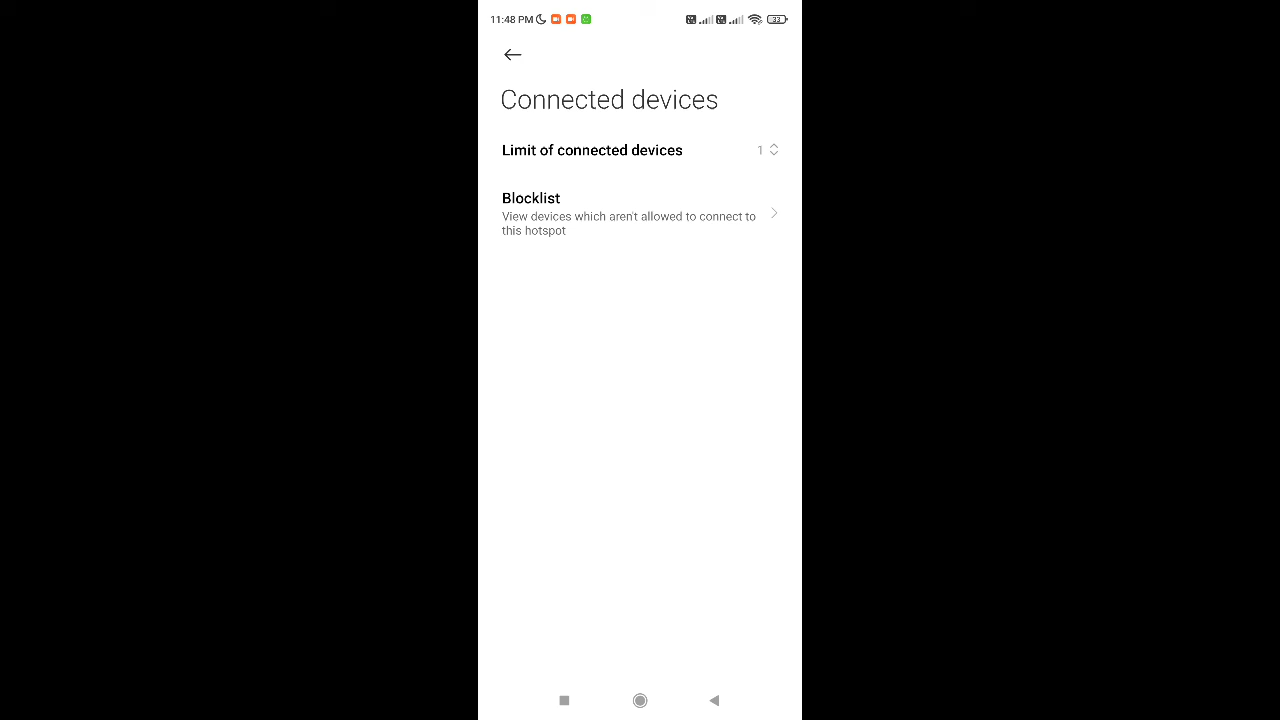 11:48 PM 33
Connected devices
Limit of connected devices 1
Blocklist
View devices which aren't allowed to connect to
this hotspot